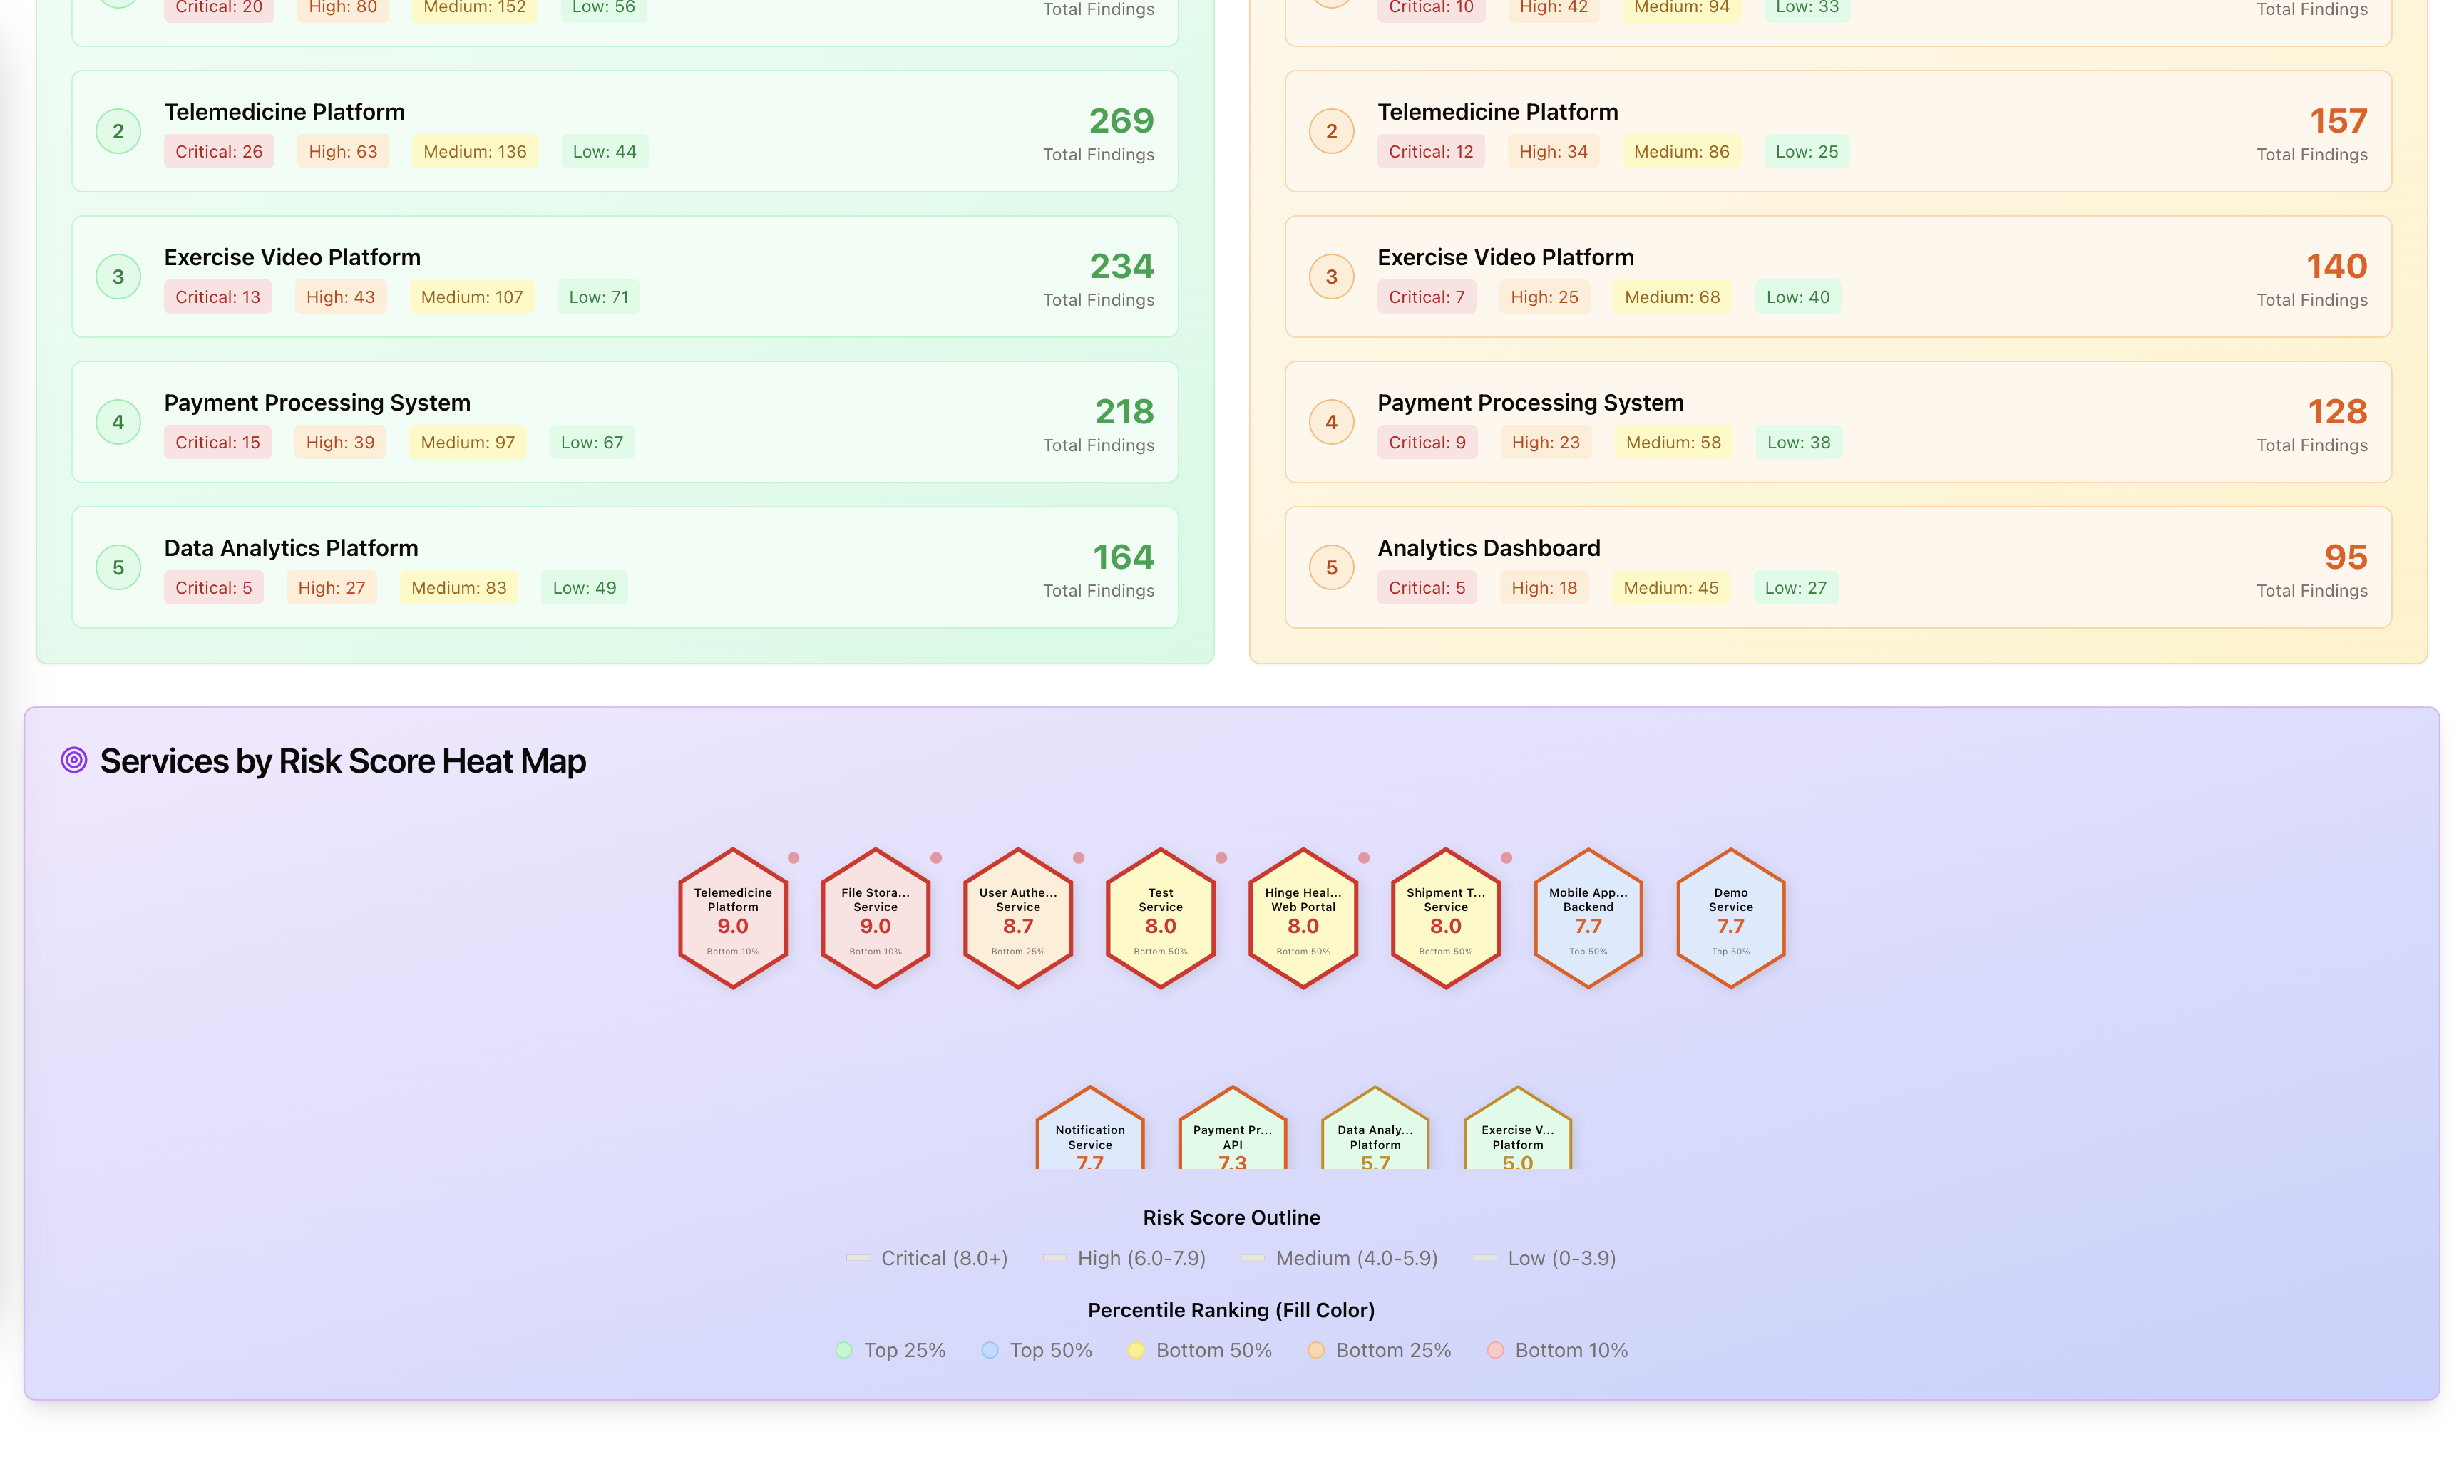 Critical: 20 High: 80 Medium: 152 Low: 56
Total Findings
2
Telemedicine Platform
Critical: 26 High: 63 Medium: 136 Low: 44
269
Total Findings
3
Exercise Video Platform
Critical: 13 High: 43 Medium: 107 Low: 71
234
Total Findings
4
Payment Processing System
Critical: 15 High: 39 Medium: 97 Low: 67
218
Total Findings
5
Data Analytics Platform
Critical: 5 High: 27 Medium: 83 Low: 49
164
Total Findings
Critical: 10 High: 42 Medium: 94 Low: 33
Total Findings
2
Telemedicine Platform
Critical: 12 High: 34 Medium: 86 Low: 25
157
Total Findings
3
Exercise Video Platform
Critical: 7 High: 25 Medium: 68 Low: 40
140
Total Findings
4
Payment Processing System
Critical: 9 High: 23 Medium: 58 Low: 38
128
Total Findings
5
Analytics Dashboard
Critical: 5 High: 18 Medium: 45 Low: 27
95
Total Findings
Services by Risk Score Heat Map
Telemedicine
Platform
9.0
Bottom 10%
File Stora...
Service
9.0
Bottom 10%
User Authe...
Service
8.7
Bottom 25%
Test
Service
8.0
Bottom 50%
Hinge Heal...
Web Portal
8.0
Bottom 50%
Shipment T...
Service
8.0
Bottom 50%
Mobile App...
Backend
7.7
Top 50%
Demo
Service
7.7
Top 50%
Notification
Service
7.7
Payment Pr...
API
7.3
Data Analy...
Platform
5.7
Exercise V...
Platform
5.0
Risk Score Outline
Critical (8.0+) High (6.0-7.9) Medium (4.0-5.9) Low (0-3.9)
Percentile Ranking (Fill Color)
Top 25% Top 50% Bottom 50% Bottom 25% Bottom 10%